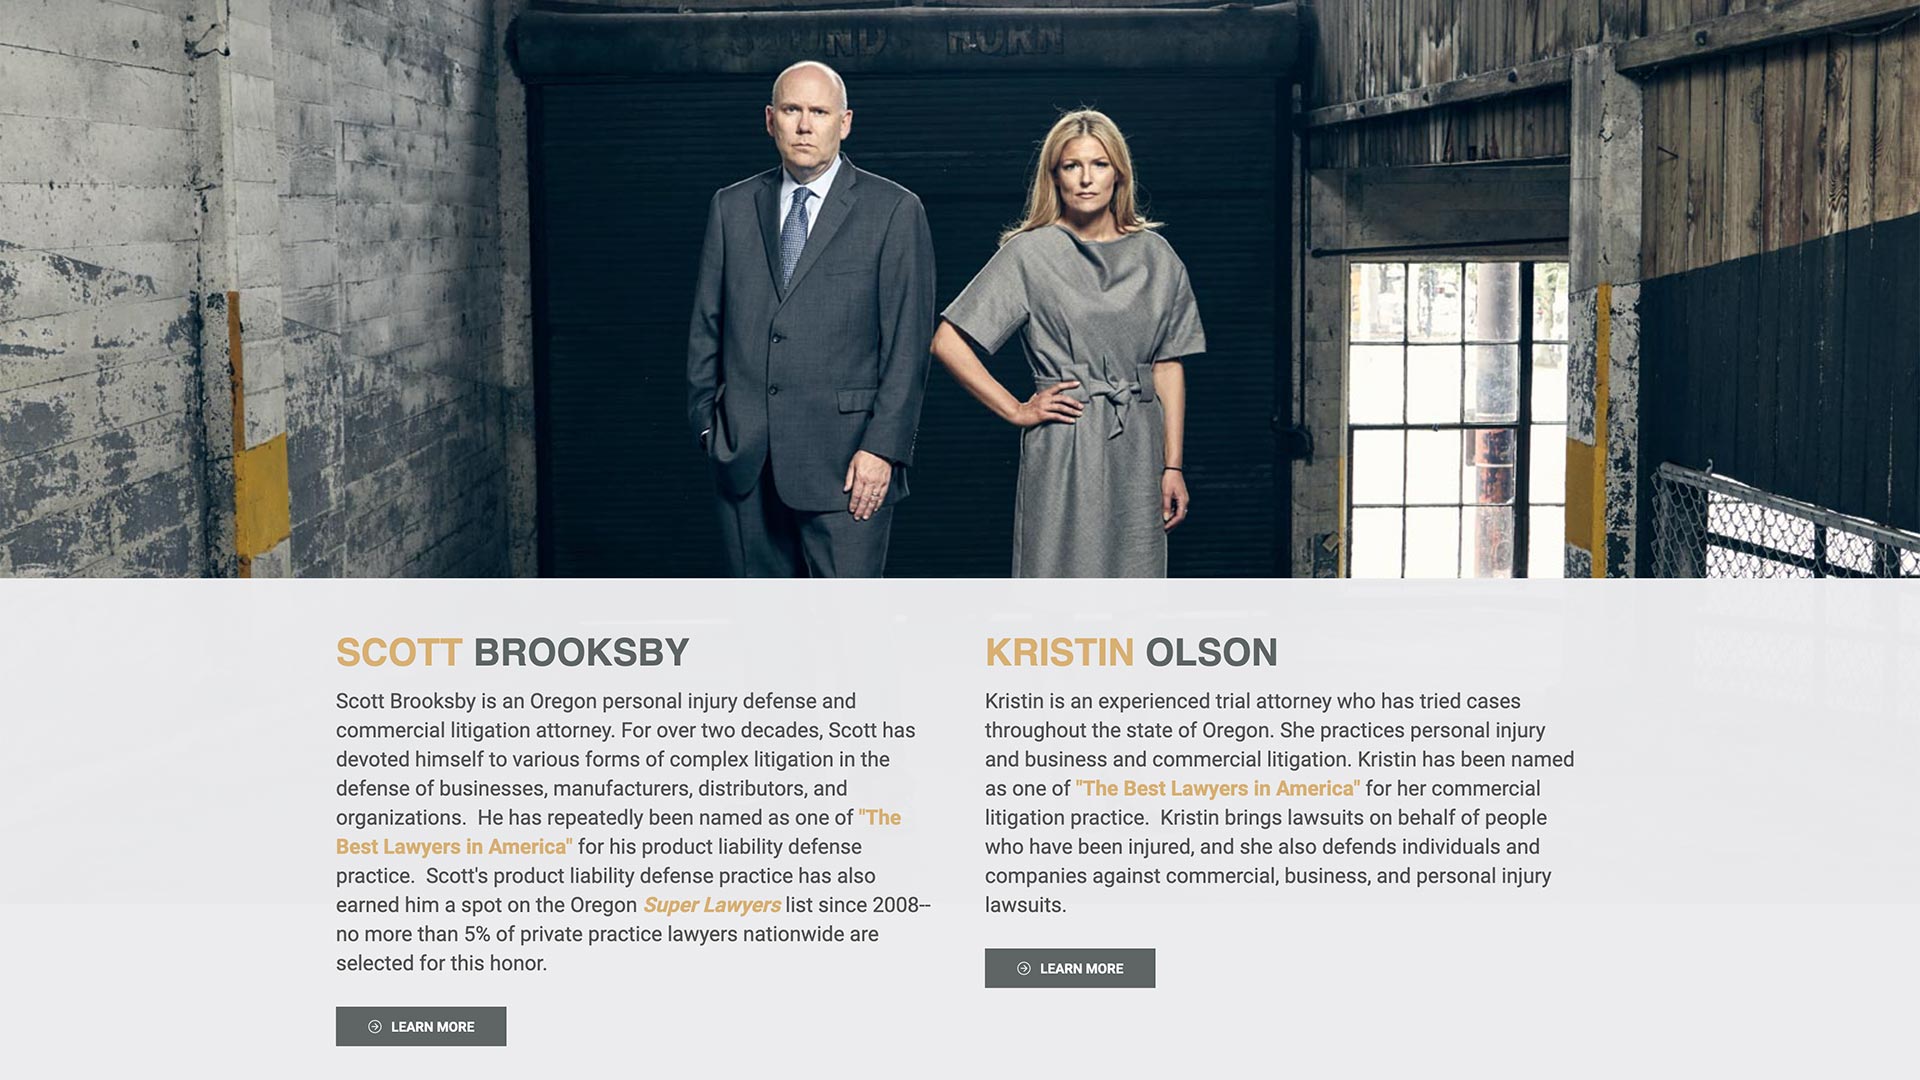 SOUND HORN
SCOTT BROOKSBY
Scott Brooksby is an Oregon personal injury defense and
commercial litigation attorney. For over two decades, Scott has
devoted himself to various forms of complex litigation in the
defense of businesses, manufacturers, distributors, and
organizations.  He has repeatedly been named as one of "The
Best Lawyers in America" for his product liability defense
practice.  Scott's product liability defense practice has also
earned him a spot on the Oregon Super Lawyers list since 2008--
no more than 5% of private practice lawyers nationwide are
selected for this honor.
LEARN MORE
KRISTIN OLSON
Kristin is an experienced trial attorney who has tried cases
throughout the state of Oregon. She practices personal injury
and business and commercial litigation. Kristin has been named
as one of "The Best Lawyers in America" for her commercial
litigation practice.  Kristin brings lawsuits on behalf of people
who have been injured, and she also defends individuals and
companies against commercial, business, and personal injury
lawsuits.
LEARN MORE